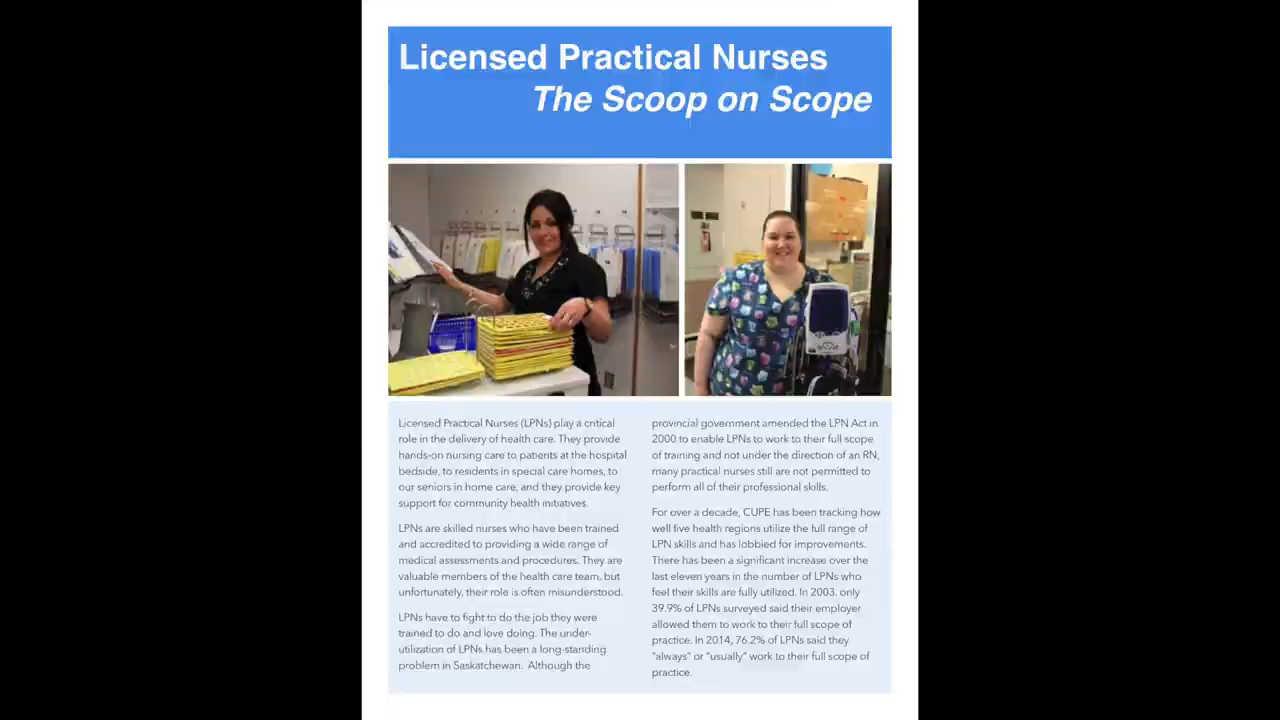 Licensed Practical Nurses
The Scoop on Scope
Licensed Practical Nurses (LPNs) play a critical
role in the delivery of health care. They provide
hands-on nursing care to patients at the hospital
bedside, to residents in special care homes, to
our seniors in home care, and they provide key
support for community health initiatives.
LPNs are skilled nurses who have been trained
and accredited to providing a wide range of
medical assessments and procedures. They are
valuable members of the health care team, but
unfortunately, their role is often misunderstood.
LPNs have to fight to do the job they were
trained to do and love doing. The under-
utilization of LPNs has been a long-standing
problem in Saskatchewan. Although the
provincial government amended the LPN Act in
2000 to enable LPNs to work to their full scope
of training and not under the direction of an RN,
many practical nurses still are not permitted to
perform all of their professional skills.
For over a decade, CUPE has been tracking how
well five health regions utilize the full range of
LPN skills and has lobbied for improvements.
There has been a significant increase over the
last eleven years in the number of LPNs who
feel their skills are fully utilized. In 2003, only
39.9% of LPNs surveyed said their employer
allowed them to work to their full scope of
practice. In 2014, 76.2% of LPNs said they
"always" or "usually" work to their full scope of
practice.